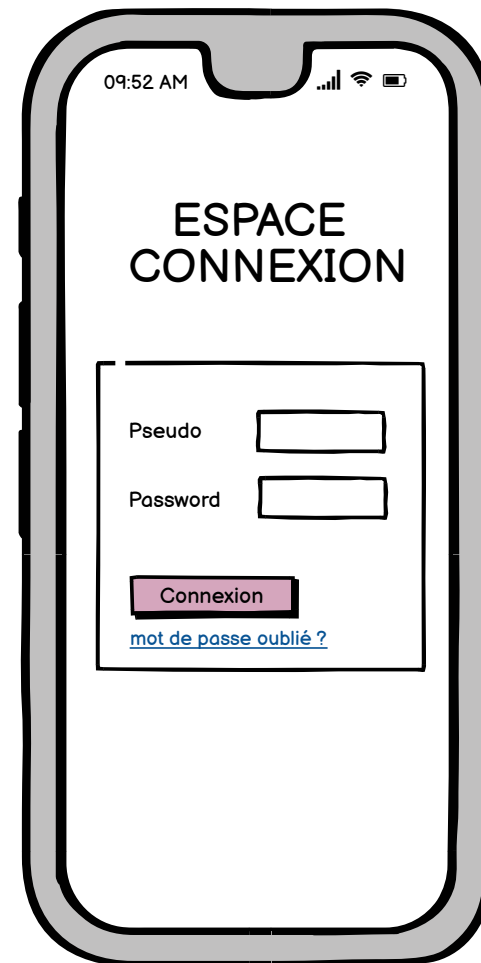 09:52 AM
ESPACE
CONNEXION
Pseudo
Password
Connexion
mot de passe oublié ?